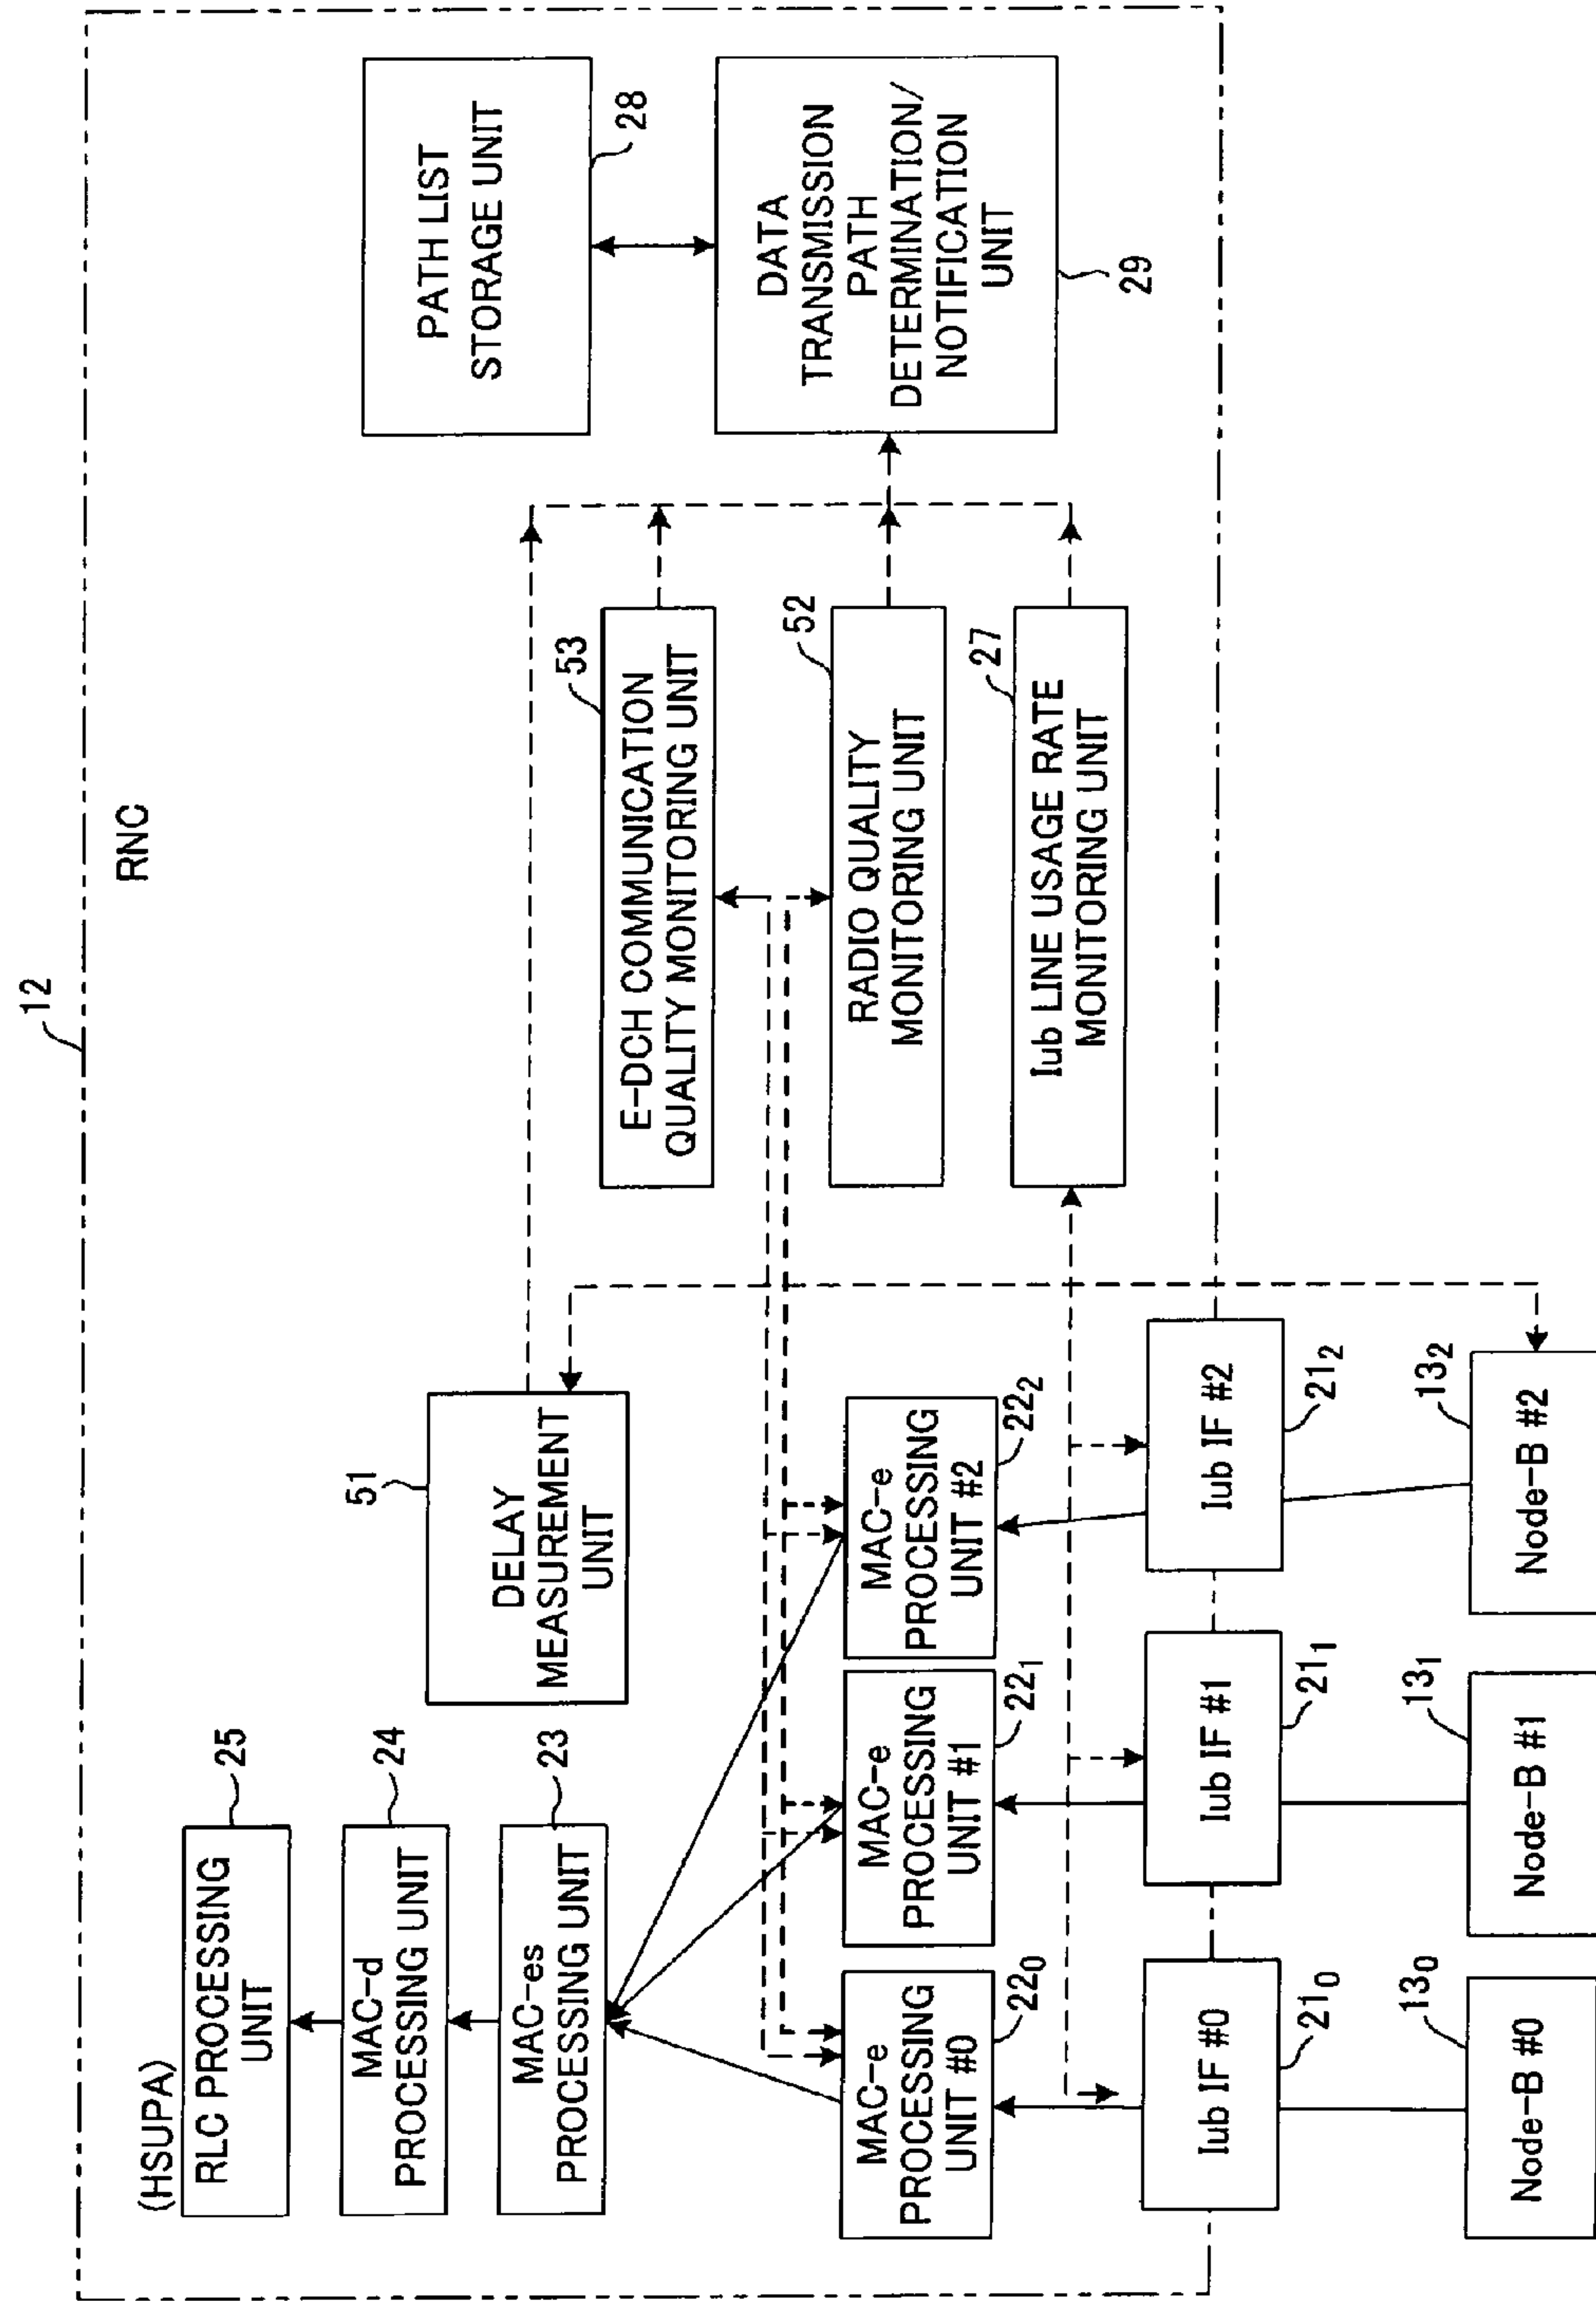 12
RNC
(HSUPA)
RLC PROCESSING
UNIT
25
MAC-d
PROCESSING UNIT
24
MAC-es
PROCESSING UNIT
23
51
DELAY
MEASUREMENT
UNIT
53
E-DCH COMMUNICATION
QUALITY MONITORING UNIT
52
RADIO QUALITY
MONITORING UNIT
27
Iub LINE USAGE RATE
MONITORING UNIT
PATH LIST
STORAGE UNIT
28
DATA
TRANSMISSION
PATH
DETERMINATION/
NOTIFICATION
UNIT
29
MAC-e
PROCESSING
UNIT #0
22₀
MAC-e
PROCESSING
UNIT #1
22₁
MAC-e
PROCESSING
UNIT #2
22₂
Iub IF #0
21₀
Iub IF #1
21₁
Iub IF #2
21₂
Node-B #0
13₀
Node-B #1
13₁
Node-B #2
13₂